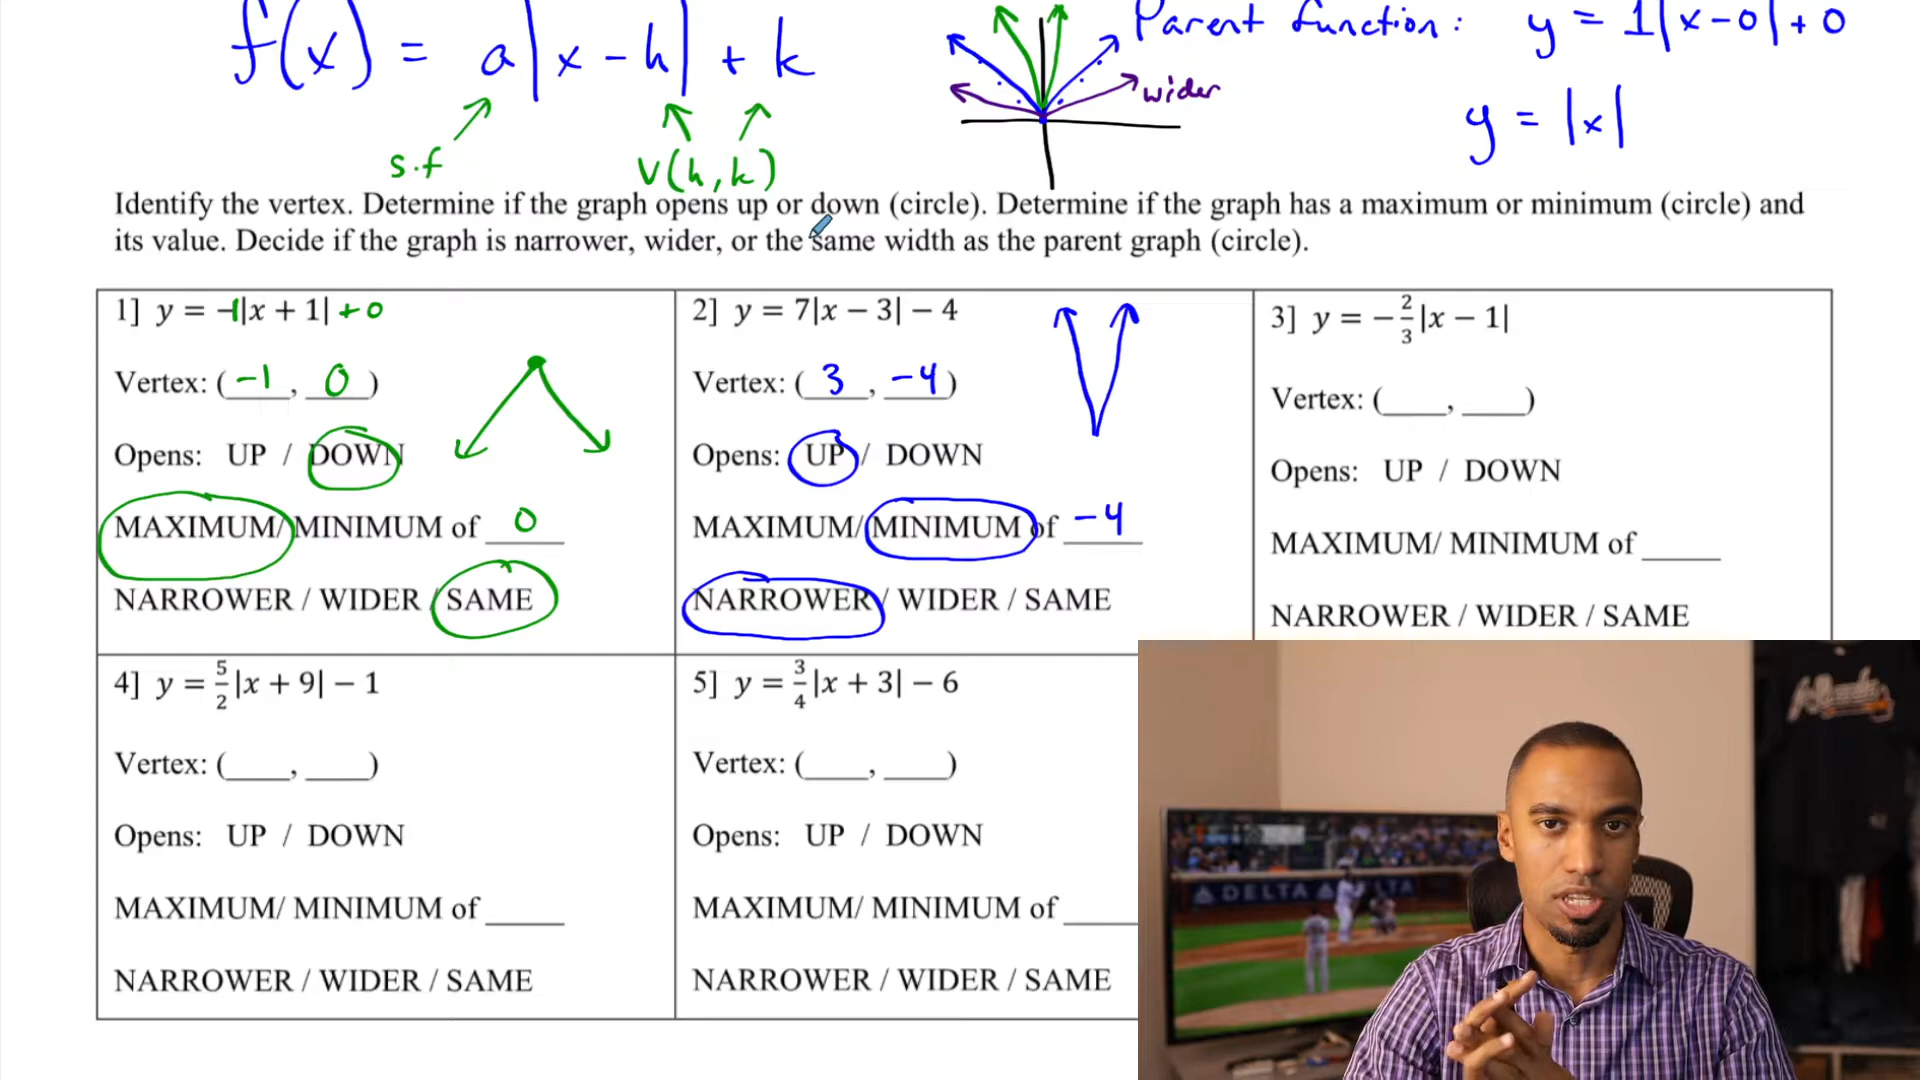 f(x) = a|x - h| + k
Parent function: y = 1|x-0|+0
wider
y = |x|
s.f
V(h,k)
Identify the vertex. Determine if the graph opens up or down (circle). Determine if the graph has a maximum or minimum (circle) and
its value. Decide if the graph is narrower, wider, or the same width as the parent graph (circle).
1] y = -1|x + 1| + 0
Vertex: (-1, 0)
Opens: UP / DOWN
MAXIMUM/ MINIMUM of 0
NARROWER / WIDER / SAME
2] y = 7|x − 3| − 4
Vertex: (3, -4)
Opens: UP / DOWN
MAXIMUM/ MINIMUM of -4
NARROWER / WIDER / SAME
3] y = −2/3|x − 1|
Vertex: (____, ____)
Opens: UP / DOWN
MAXIMUM/ MINIMUM of _____
NARROWER / WIDER / SAME
4] y = 5/2|x + 9| − 1
Vertex: (____, ____)
Opens: UP / DOWN
MAXIMUM/ MINIMUM of _____
NARROWER / WIDER / SAME
5] y = 3/4|x + 3| − 6
Vertex: (____, ____)
Opens: UP / DOWN
MAXIMUM/ MINIMUM of _____
NARROWER / WIDER / SAME
DELTA